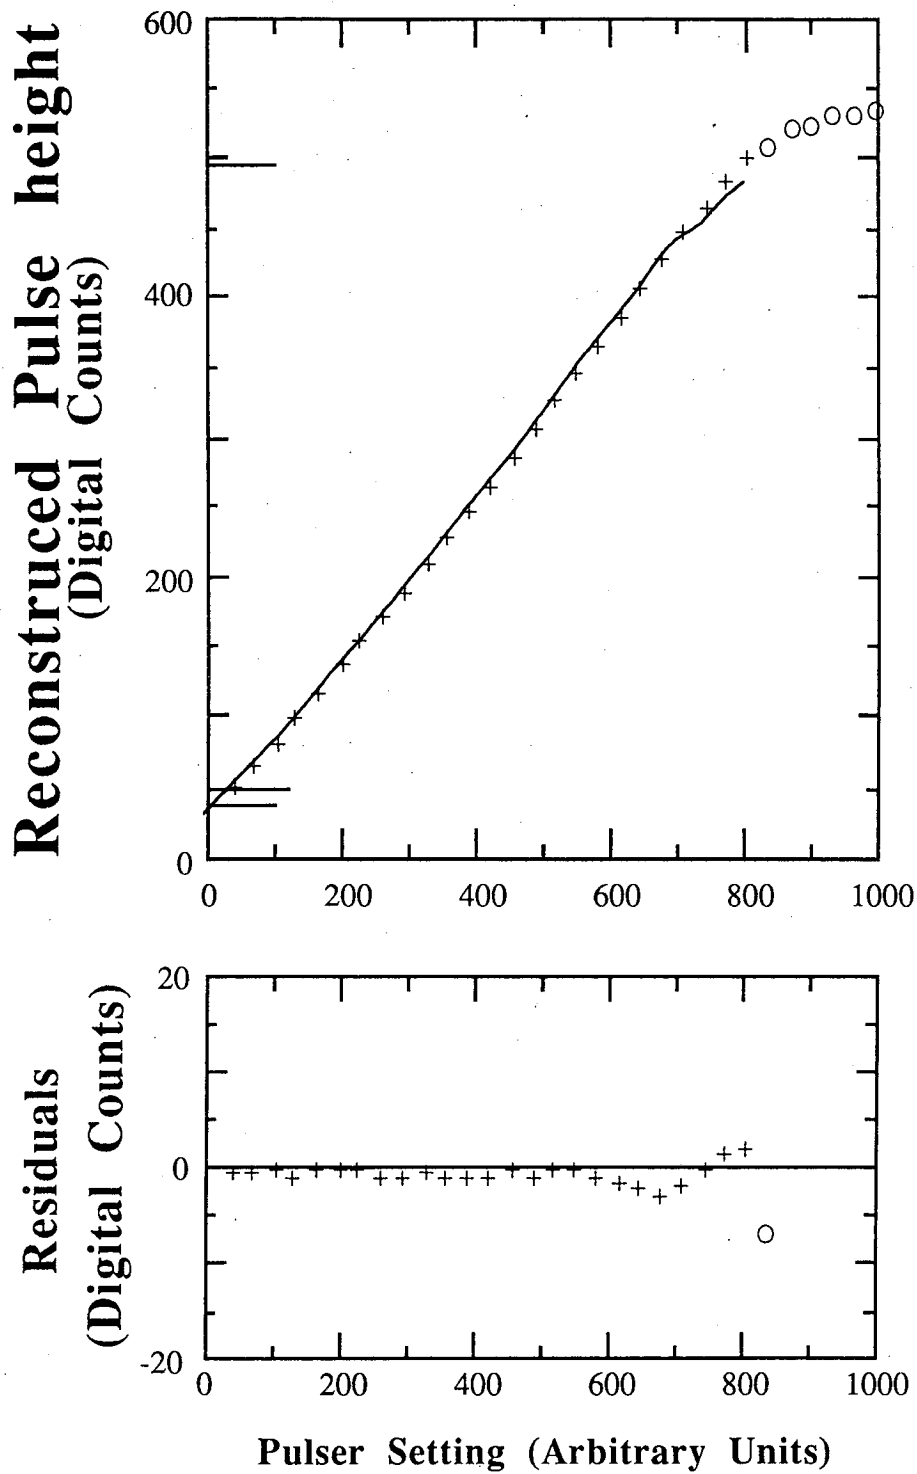 Reconstruced Pulse height
(Digital Counts)
600
400
200
0
0 200 400 600 800 1000
Residuals
(Digital Counts)
20
0
-20
0 200 400 600 800 1000
Pulser Setting (Arbitrary Units)